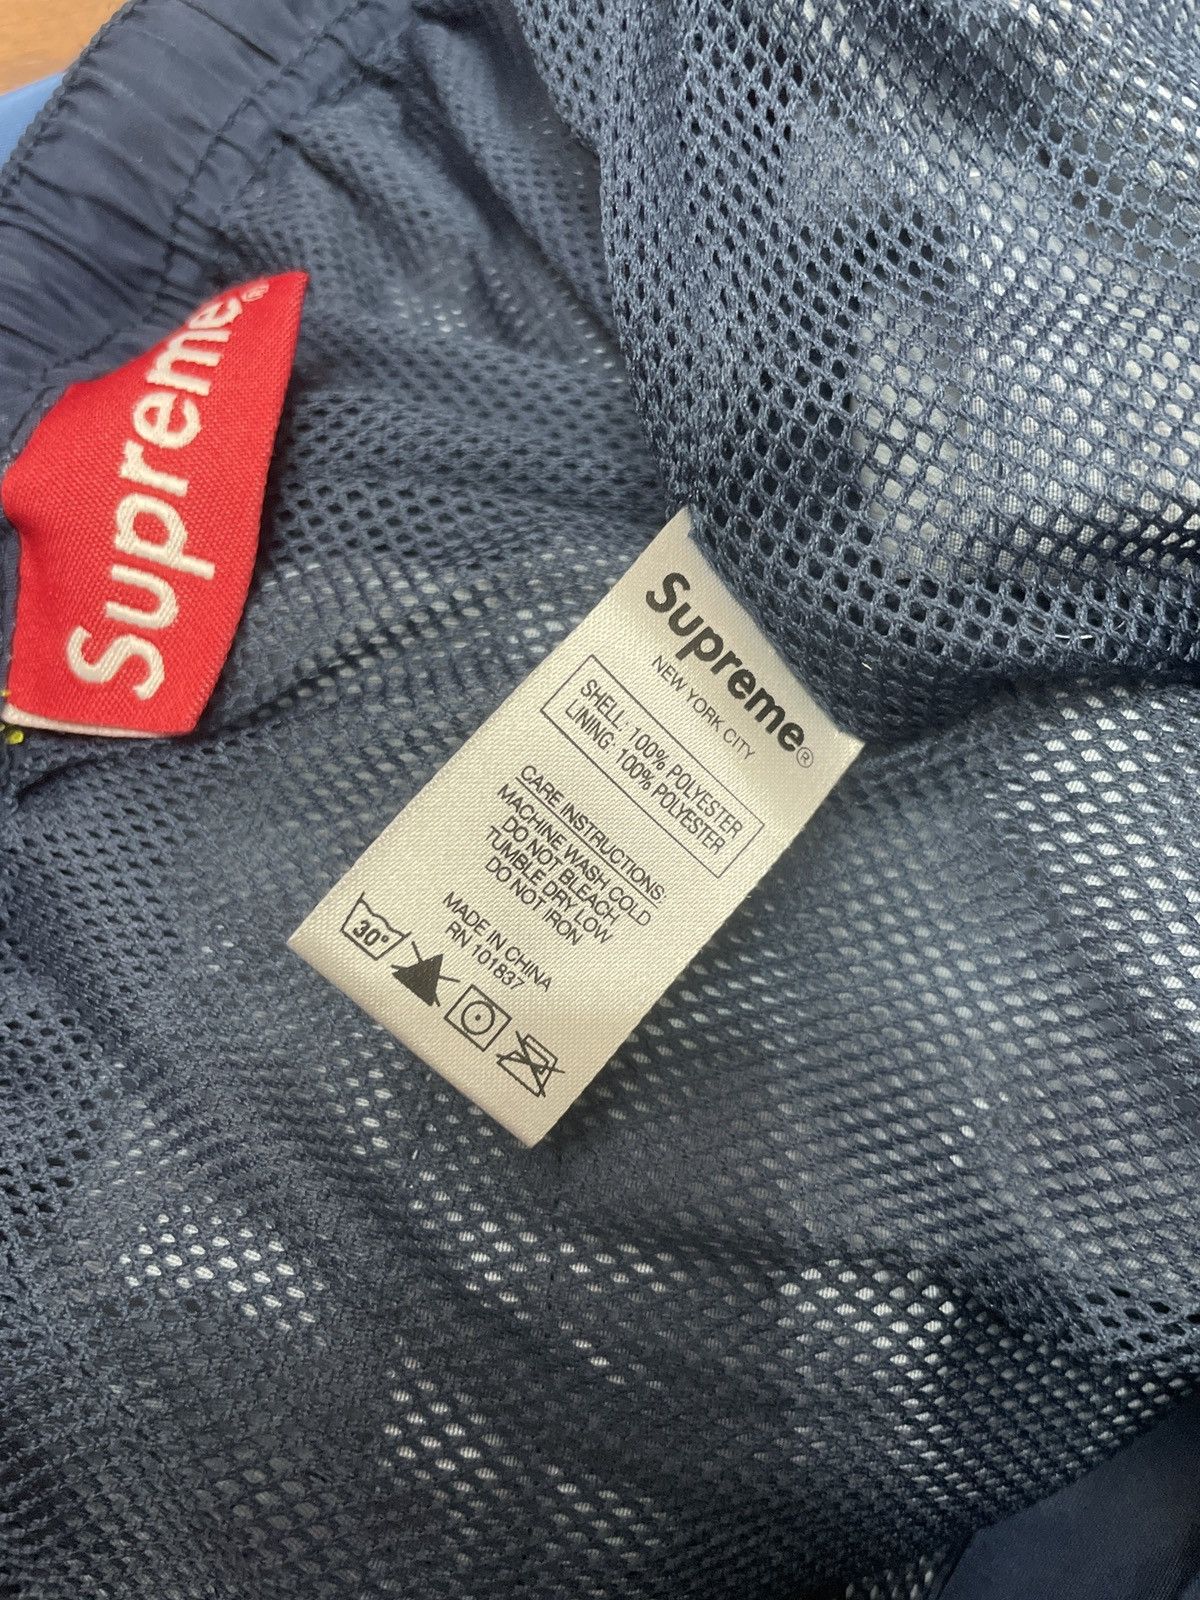 Supreme®
Supreme®
NEW YORK CITY
SHELL: 100% POLYESTER
LINING: 100% POLYESTER
CARE INSTRUCTIONS:
MACHINE WASH COLD
DO NOT BLEACH
TUMBLE DRY LOW
DO NOT IRON
MADE IN CHINA
RN 101837
30°